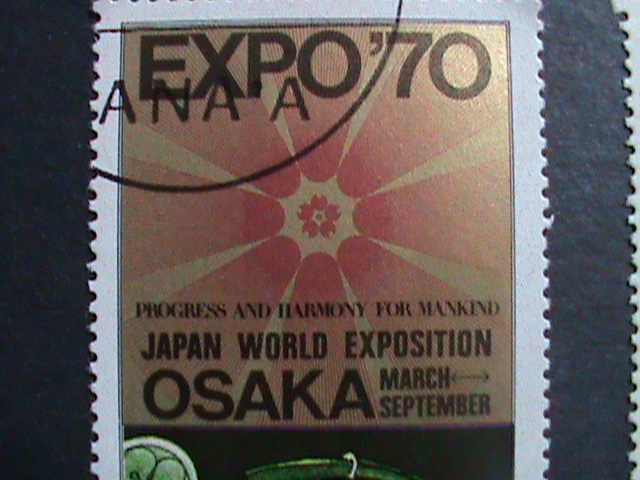 EXPO'70
ANA'A
PROGRESS AND HARMONY FOR MANKIND
JAPAN WORLD EXPOSITION
OSAKA MARCH↔
SEPTEMBER